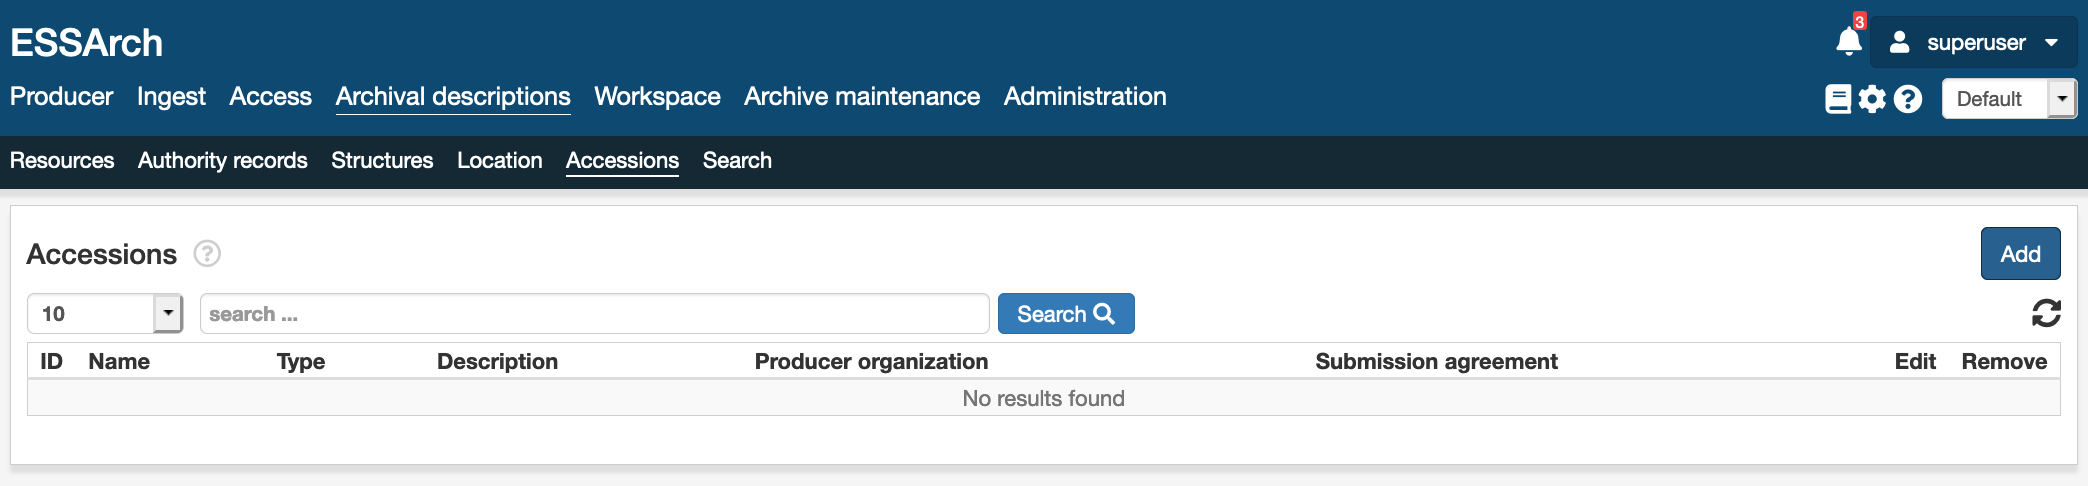 ESSArch
3
superuser
Producer Ingest Access Archival descriptions Workspace Archive maintenance Administration
? Default
Resources Authority records Structures Location Accessions Search
Accessions ?
Add
10 search ... Search
ID Name Type Description Producer organization Submission agreement Edit Remove
No results found